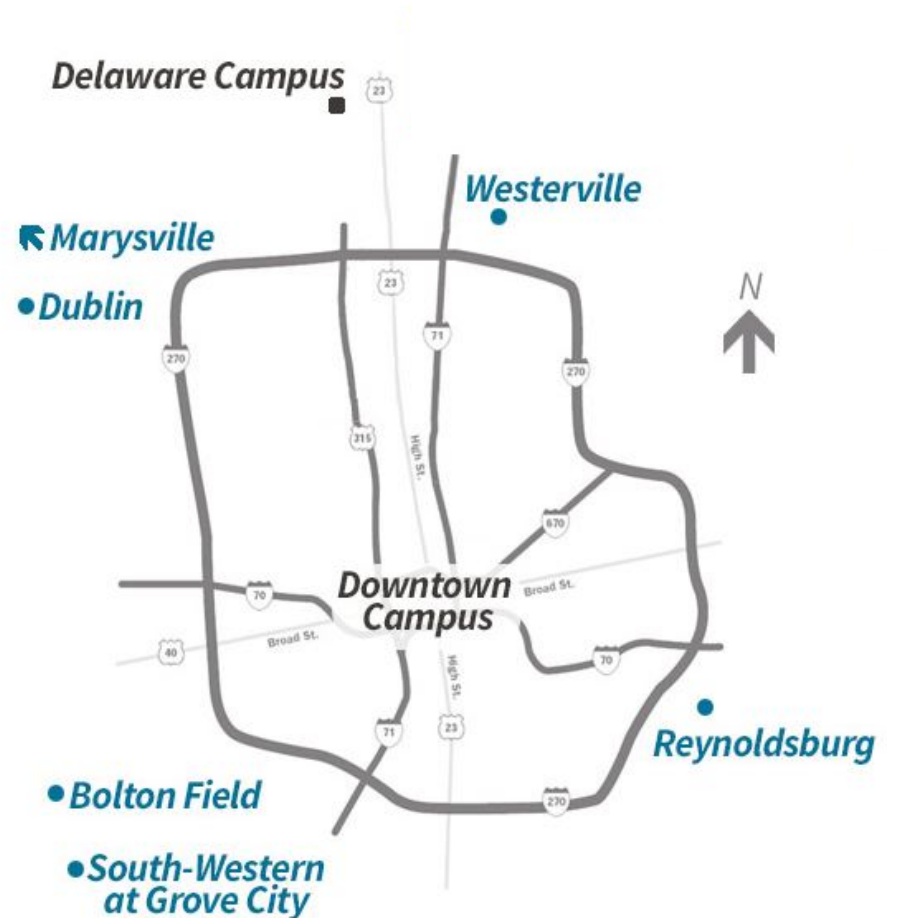 Delaware Campus
23
Westerville
Marysville
N
23
Dublin
71
270
270
315
High St.
670
Downtown
Campus
Broad St.
70
Broad St.
40
70
High St.
71
23
Reynoldsburg
Bolton Field
270
South-Western
at Grove City